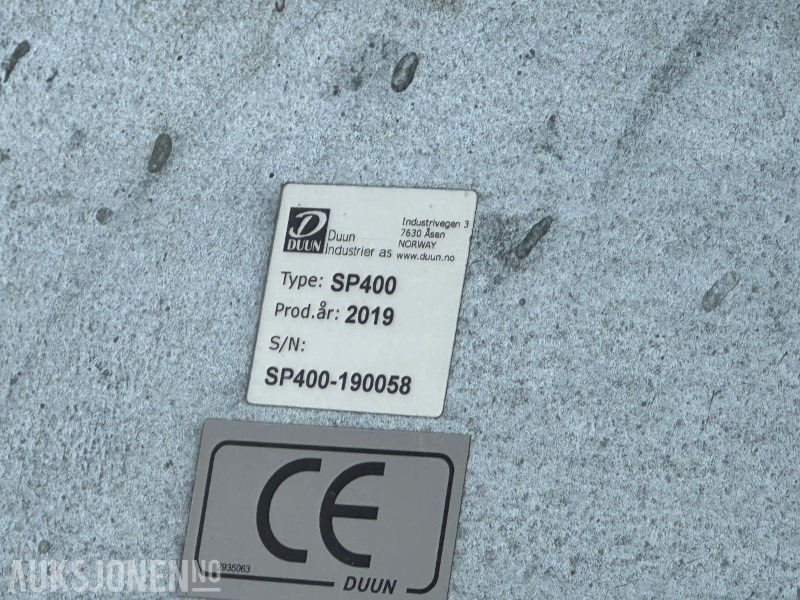 D
DUUN
Duun
Industrier as
Industrivegen 3
7630 Åsen
NORWAY
www.duun.no
Type: SP400
Prod.år: 2019
S/N:
SP400-190058
CE
2935063
DUUN
AUKSJONEN.NO